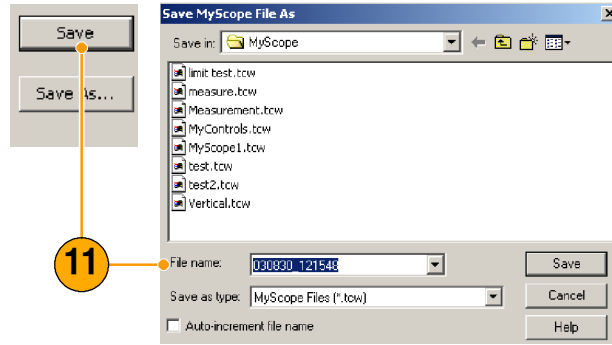 Save
Save As...
Save MyScope File As
Save in: MyScope
limit test.tcw
measure.tcw
Measurement.tcw
MyControls.tcw
MyScope1.tcw
test.tcw
test2.tcw
Vertical.tcw
11
File name: 030830_121548
Save
Save as type: MyScope Files (*.tcw)
Cancel
Auto-increment file name
Help